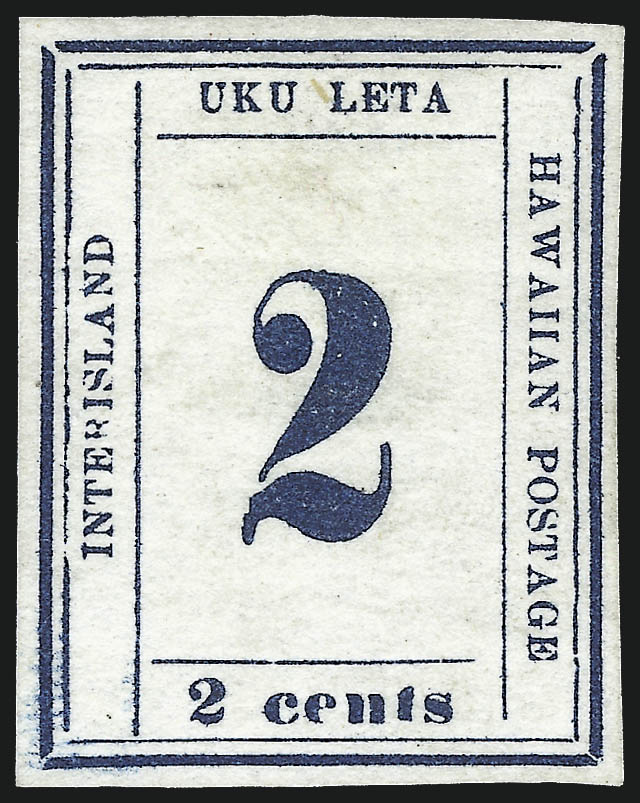 UKU LETA
INTERISLAND
2
HAWAIIAN POSTAGE
2 cents